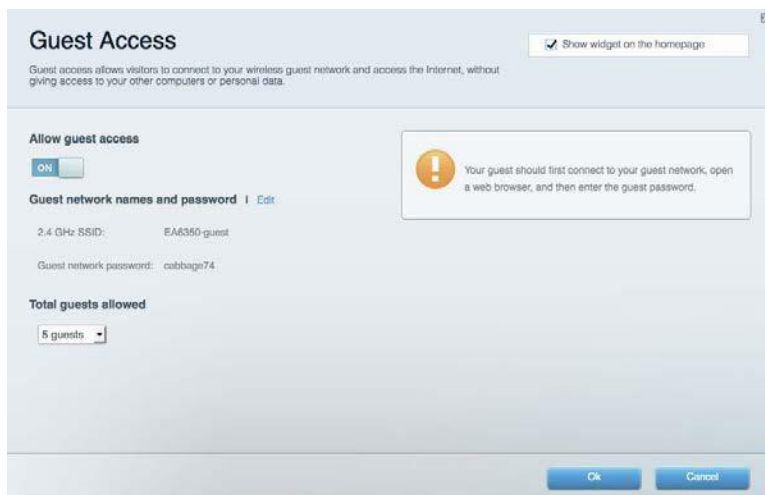 Guest Access
Show widget on the homepage
Guest access allows visitors to connect to your wireless guest network and access the Internet, without
giving access to your other computers or personal data.
Allow guest access
ON
Your guest should first connect to your guest network, open
a web browser, and then enter the guest password.
Guest network names and password | Edit
2.4 GHz SSID: EA6350-guest
Guest network password: cabbage74
Total guests allowed
5 guests
Ok Cancel